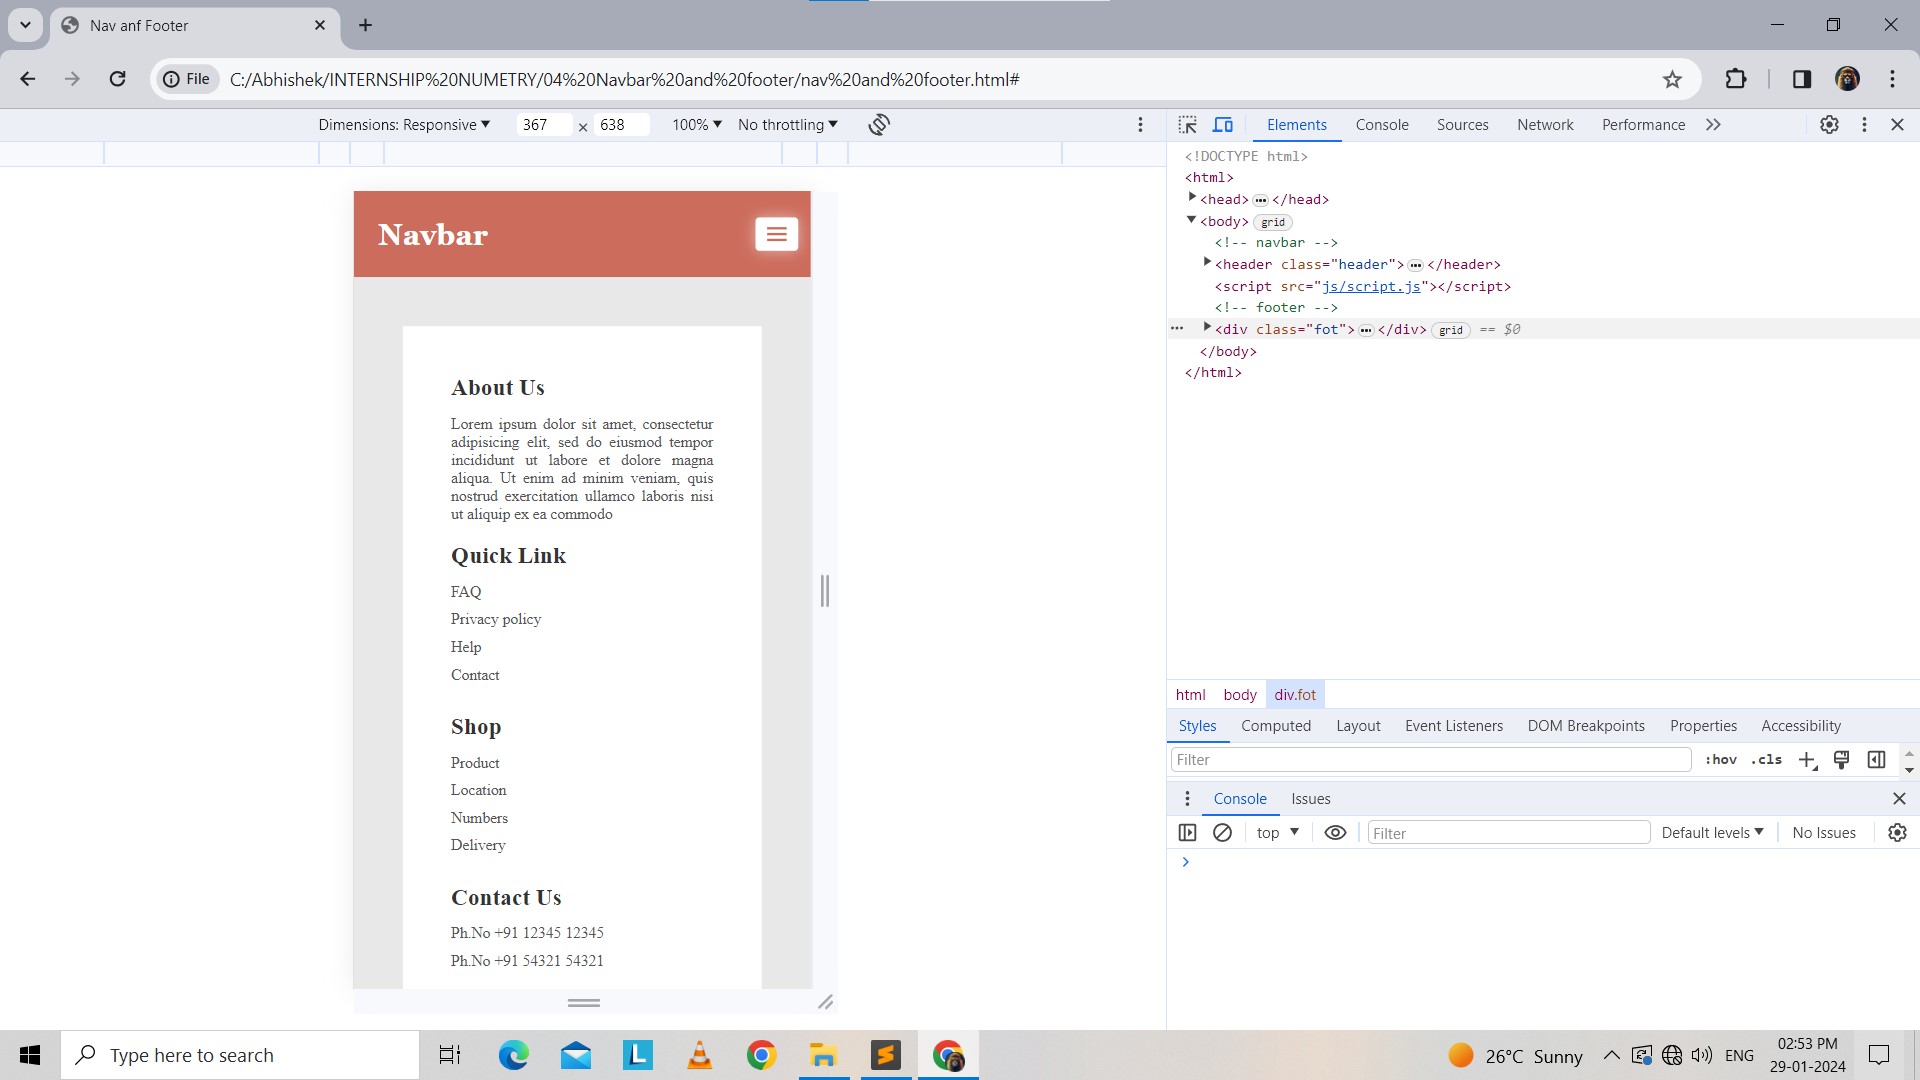 Nav anf Footer
File
C:/Abhishek/INTERNSHIP%20NUMETRY/04%20Navbar%20and%20footer/nav%20and%20footer.html#
Dimensions: Responsive
367
×
638
100%
No throttling
Navbar
About Us
Lorem ipsum dolor sit amet, consectetur
adipisicing elit, sed do eiusmod tempor
incididunt ut labore et dolore magna
aliqua. Ut enim ad minim veniam, quis
nostrud exercitation ullamco laboris nisi
ut aliquip ex ea commodo
Quick Link
FAQ
Privacy policy
Help
Contact
Shop
Product
Location
Numbers
Delivery
Contact Us
Ph.No +91 12345 12345
Ph.No +91 54321 54321
Elements Console Sources Network Performance
<!DOCTYPE html>
<html>
<head> ••• </head>
<body> grid
<!-- navbar -->
<header class="header"> ••• </header>
<script src="js/script.js"></script>
<!-- footer -->
••• <div class="fot"> ••• </div> grid == $0
</body>
</html>
html body div.fot
Styles Computed Layout Event Listeners DOM Breakpoints Properties Accessibility
Filter :hov .cls
Console Issues
top Filter Default levels No Issues
Type here to search
L
S
26°C Sunny
ENG
02:53 PM
29-01-2024